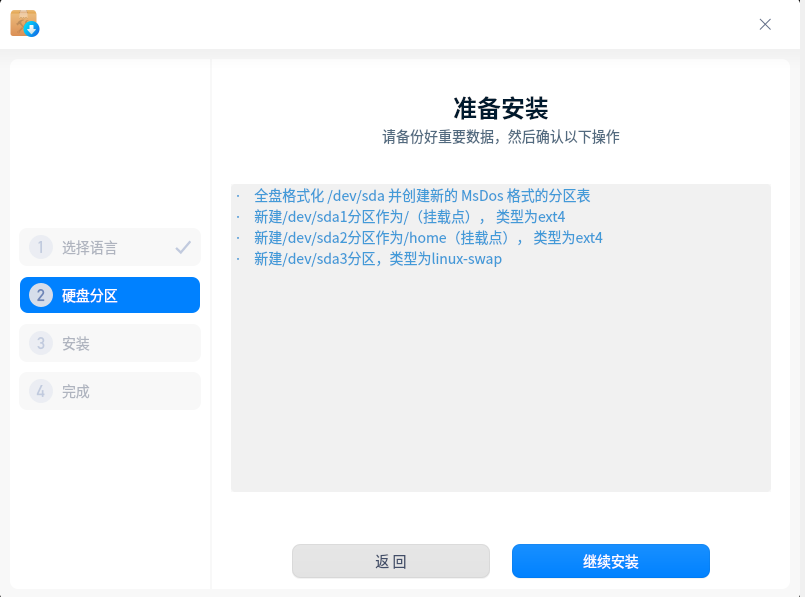 准备安装
请备份好重要数据，然后确认以下操作
1 选择语言
2 硬盘分区
3 安装
4 完成
· 全盘格式化 /dev/sda 并创建新的 MsDos 格式的分区表
· 新建/dev/sda1分区作为/（挂载点）， 类型为ext4
· 新建/dev/sda2分区作为/home（挂载点）， 类型为ext4
· 新建/dev/sda3分区，类型为linux-swap
返 回
继续安装